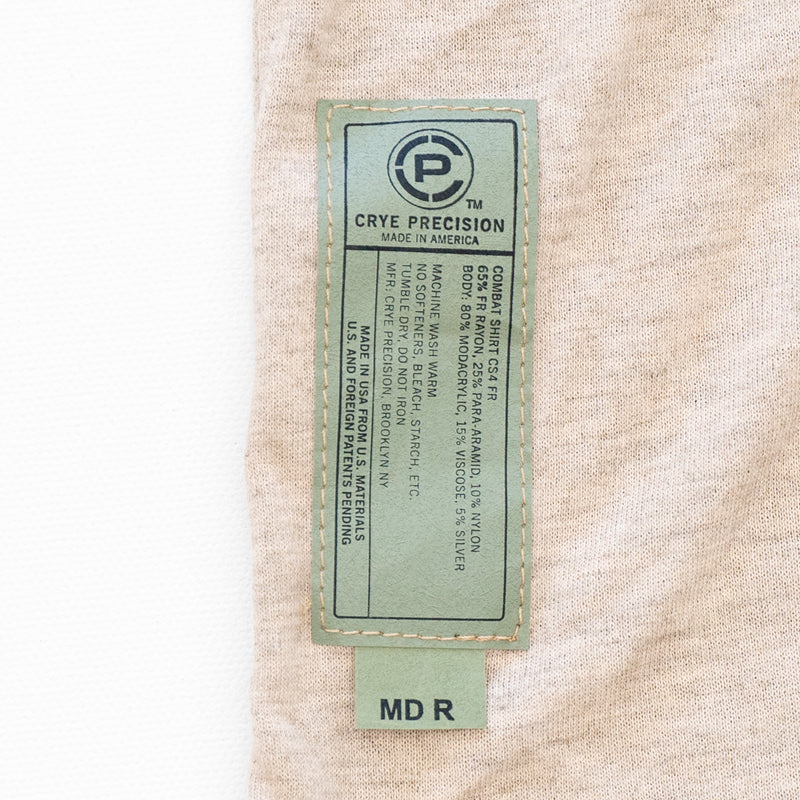 CP
TM
CRYE PRECISION
MADE IN AMERICA
COMBAT SHIRT CS4 FR
65% FR RAYON, 25% PARA-ARAMID, 10% NYLON
BODY: 80% MODACRYLIC, 15% VISCOSE, 5% SILVER
MACHINE WASH WARM
NO SOFTENERS, BLEACH, STARCH, ETC.
TUMBLE DRY, DO NOT IRON
MFR: CRYE PRECISION, BROOKLYN NY
MADE IN USA FROM U.S. MATERIALS
U.S. AND FOREIGN PATENTS PENDING
MD R